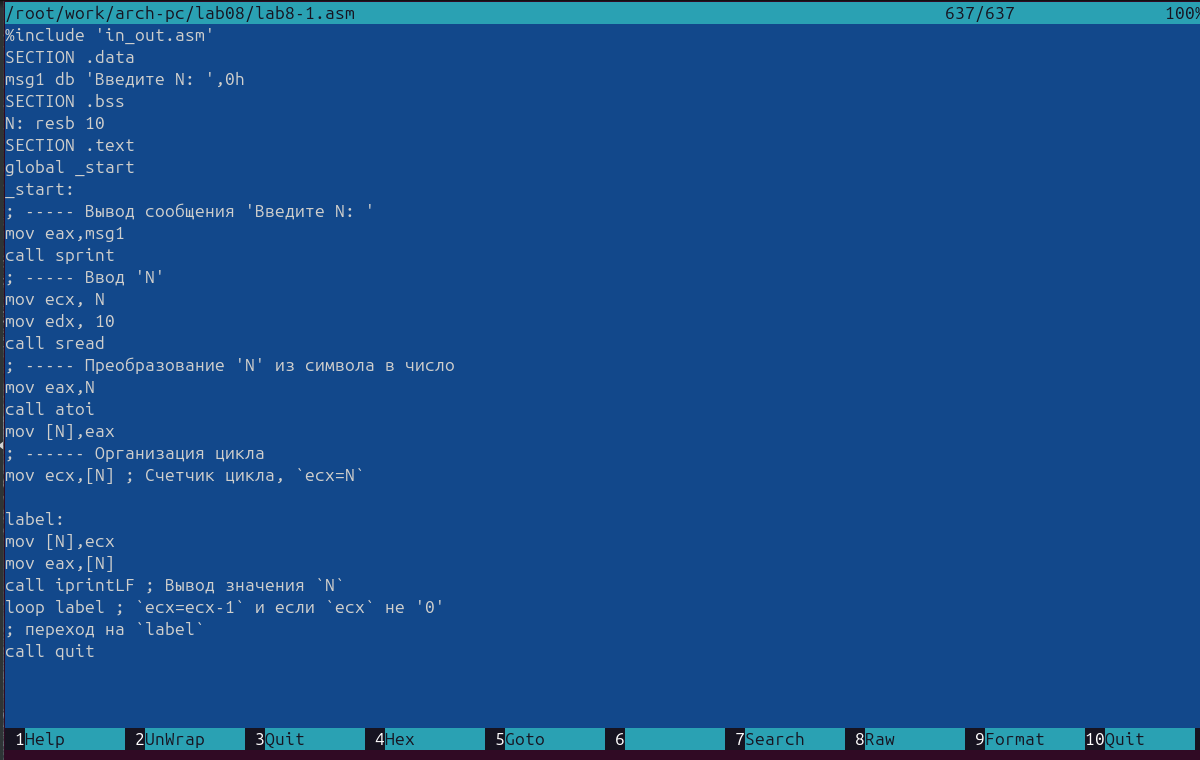 /root/work/arch-pc/lab08/lab8-1.asm 637/637 100%
%include 'in_out.asm'
SECTION .data
msg1 db 'Введите N: ',0h
SECTION .bss
N: resb 10
SECTION .text
global _start
_start:
; ----- Вывод сообщения 'Введите N: '
mov eax,msg1
call sprint
; ----- Ввод 'N'
mov ecx, N
mov edx, 10
call sread
; ----- Преобразование 'N' из символа в число
mov eax,N
call atoi
mov [N],eax
; ------ Организация цикла
mov ecx,[N] ; Счетчик цикла, `ecx=N`
label:
mov [N],ecx
mov eax,[N]
call iprintLF ; Вывод значения `N`
loop label ; `ecx=ecx-1` и если `ecx` не '0'
; переход на `label`
call quit
1Help 2UnWrap 3Quit 4Hex 5Goto 6 7Search 8Raw 9Format 10Quit